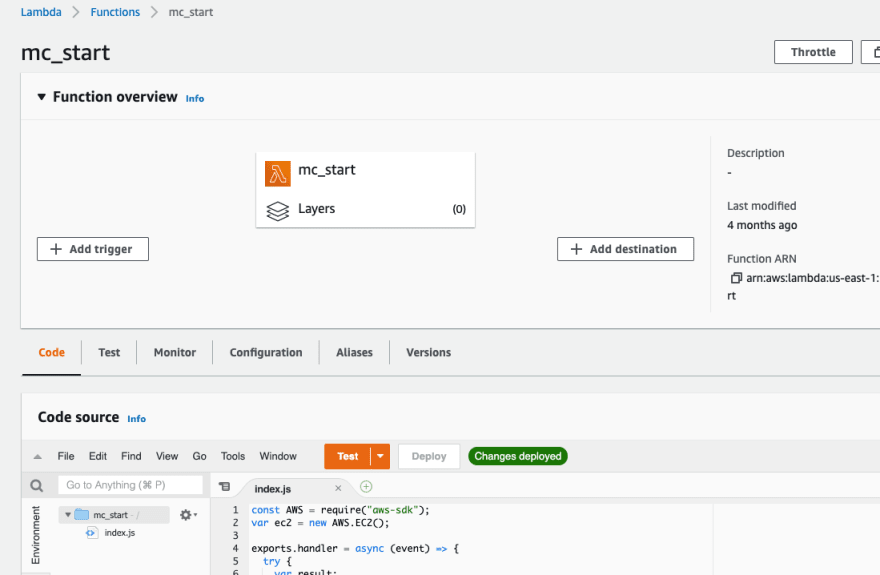 Lambda > Functions > mc_start
mc_start
Throttle
Function overview Info
mc_start
Layers (0)
+ Add trigger
+ Add destination
Description
-
Last modified
4 months ago
Function ARN
arn:aws:lambda:us-east-1:
rt
Code Test Monitor Configuration Aliases Versions
Code source Info
File Edit Find View Go Tools Window Test Deploy Changes deployed
Go to Anything (⌘ P)
index.js
Environment
mc_start - /
index.js
1 const AWS = require("aws-sdk");
2 var ec2 = new AWS.EC2();
3
4 exports.handler = async (event) => {
5 try {
6 var result;